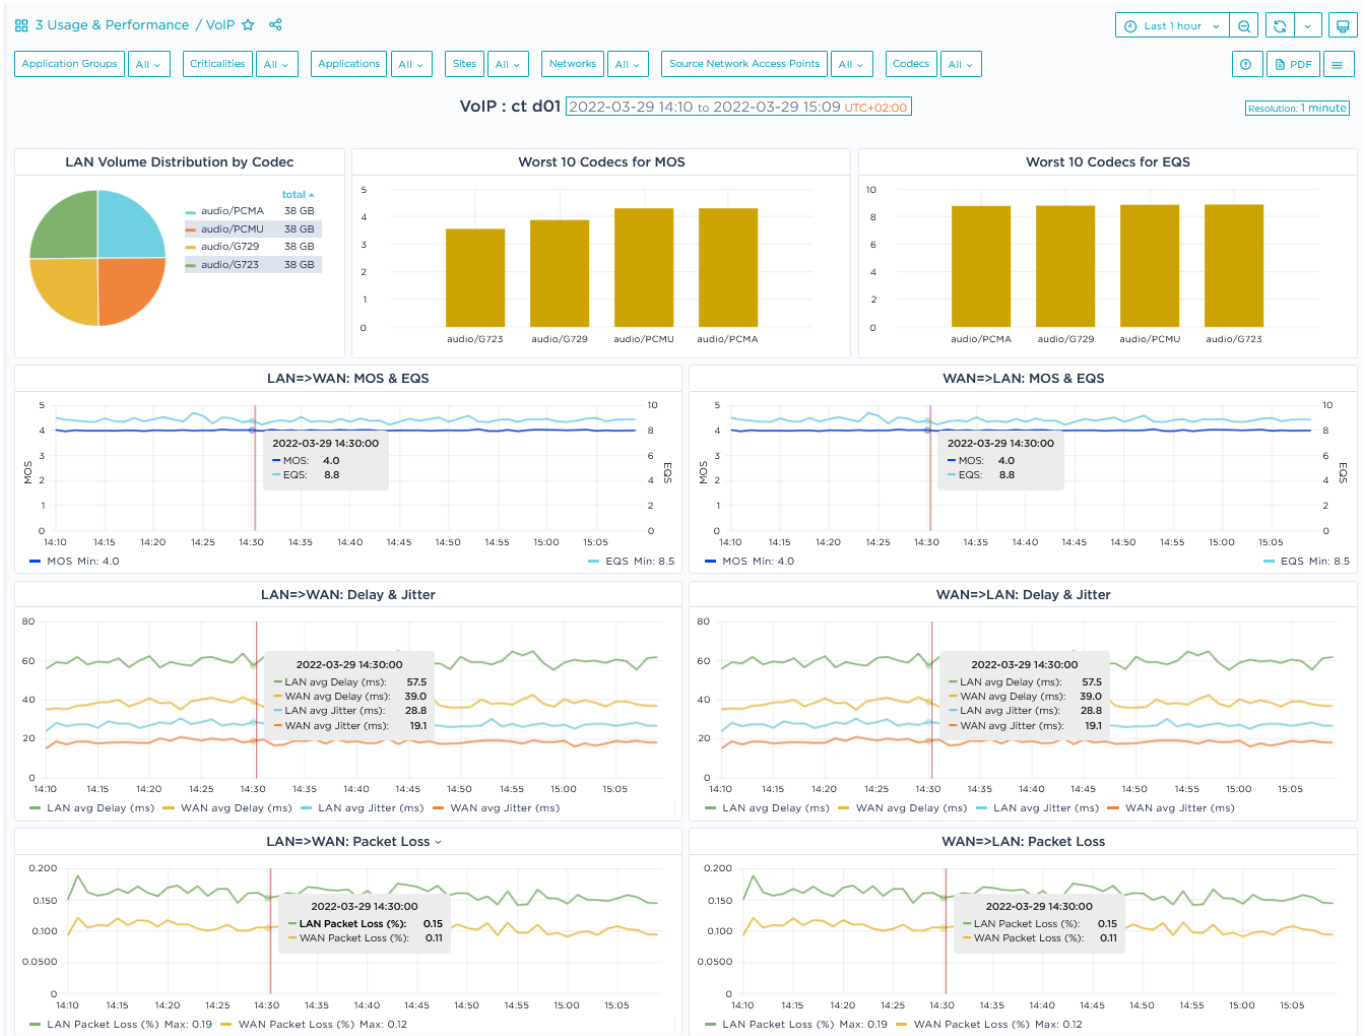 3 Usage & Performance / VoIP
Last 1 hour
Application Groups All Criticalities All Applications All Sites All Networks All Source Network Access Points All Codecs All
PDF
VoIP : ct d01 2022-03-29 14:10 to 2022-03-29 15:09 UTC+02:00
Resolution: 1 minute
LAN Volume Distribution by Codec
total
audio/PCMA 38 GB
audio/PCMU 38 GB
audio/G729 38 GB
audio/G723 38 GB
Worst 10 Codecs for MOS
5
4
3
2
1
0
audio/G723 audio/G729 audio/PCMU audio/PCMA
Worst 10 Codecs for EQS
10
8
6
4
2
0
audio/PCMA audio/G729 audio/PCMU audio/G723
LAN=>WAN: MOS & EQS
5
4
3
2
1
0
MOS
10
8
6
4
2
0
EQS
2022-03-29 14:30:00
MOS: 4.0
EQS: 8.8
14:10 14:15 14:20 14:25 14:30 14:35 14:40 14:45 14:50 14:55 15:00 15:05
MOS Min: 4.0
EQS Min: 8.5
WAN=>LAN: MOS & EQS
5
4
3
2
1
0
MOS
10
8
6
4
2
0
EQS
2022-03-29 14:30:00
MOS: 4.0
EQS: 8.8
14:10 14:15 14:20 14:25 14:30 14:35 14:40 14:45 14:50 14:55 15:00 15:05
MOS Min: 4.0
EQS Min: 8.5
LAN=>WAN: Delay & Jitter
80
60
40
20
0
2022-03-29 14:30:00
LAN avg Delay (ms): 57.5
WAN avg Delay (ms): 39.0
LAN avg Jitter (ms): 28.8
WAN avg Jitter (ms): 19.1
14:10 14:15 14:20 14:25 14:30 14:35 14:40 14:45 14:50 14:55 15:00 15:05
LAN avg Delay (ms) WAN avg Delay (ms) LAN avg Jitter (ms) WAN avg Jitter (ms)
WAN=>LAN: Delay & Jitter
80
60
40
20
0
2022-03-29 14:30:00
LAN avg Delay (ms): 57.5
WAN avg Delay (ms): 39.0
LAN avg Jitter (ms): 28.8
WAN avg Jitter (ms): 19.1
14:10 14:15 14:20 14:25 14:30 14:35 14:40 14:45 14:50 14:55 15:00 15:05
LAN avg Delay (ms) WAN avg Delay (ms) LAN avg Jitter (ms) WAN avg Jitter (ms)
LAN=>WAN: Packet Loss
0.200
0.150
0.100
0.0500
0
2022-03-29 14:30:00
LAN Packet Loss (%): 0.15
WAN Packet Loss (%): 0.11
14:10 14:15 14:20 14:25 14:30 14:35 14:40 14:45 14:50 14:55 15:00 15:05
LAN Packet Loss (%) Max: 0.19 WAN Packet Loss (%) Max: 0.12
WAN=>LAN: Packet Loss
0.200
0.150
0.100
0.0500
0
2022-03-29 14:30:00
LAN Packet Loss (%): 0.15
WAN Packet Loss (%): 0.11
14:10 14:15 14:20 14:25 14:30 14:35 14:40 14:45 14:50 14:55 15:00 15:05
LAN Packet Loss (%) Max: 0.19 WAN Packet Loss (%) Max: 0.12